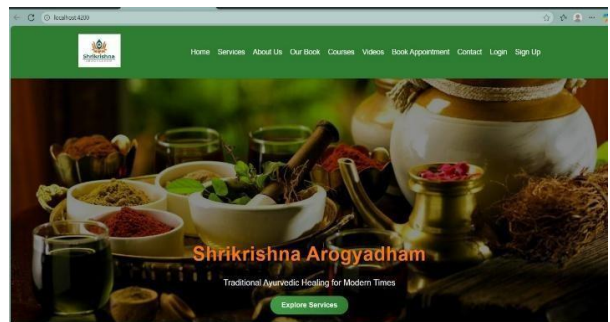 localhost:4200
Shrikrishna
Home Services About Us Our Book Courses Videos Book Appointment Contact Login Sign Up
Shrikrishna Arogyadham
Traditional Ayurvedic Healing for Modern Times
Explore Services